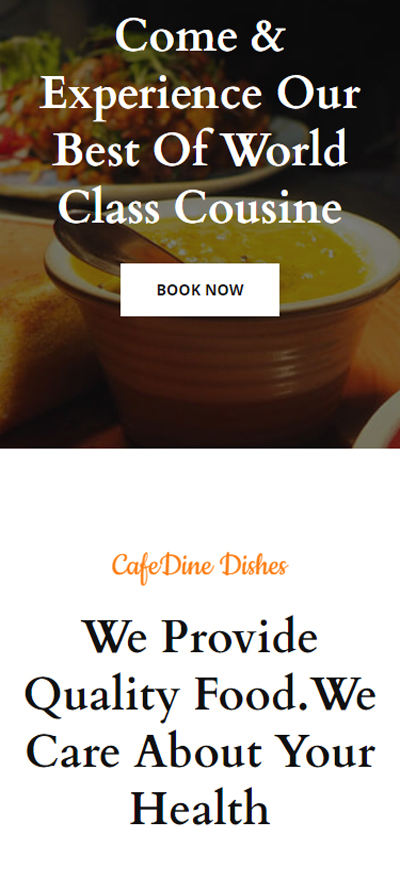 Come &
Experience Our
Best Of World
Class Cousine
BOOK NOW
CafeDine Dishes
We Provide
Quality Food.We
Care About Your
Health